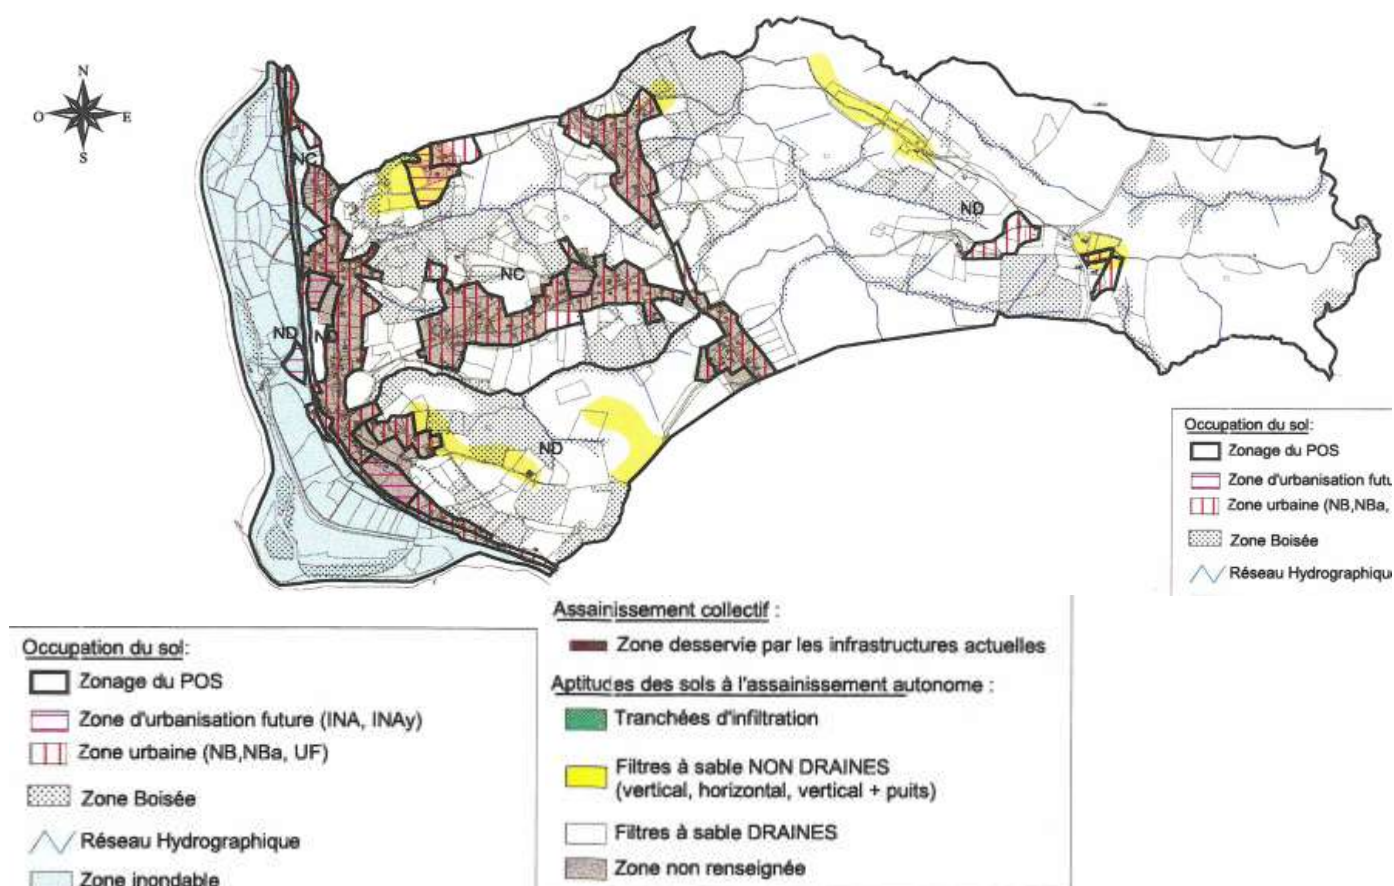 N
O
E
S
NC
ND
NC
ND
ND
ND
Occupation du sol:
Zonage du POS
Zone d'urbanisation futu
Zone urbaine (NB,NBa,
Zone Boisée
Réseau Hydrographique
Assainissement collectif :
Zone desservie par les infrastructures actuelles
Aptitudes des sols à l'assainissement autonome :
Tranchées d'infiltration
Filtres à sable NON DRAINES
(vertical, horizontal, vertical + puits)
Filtres à sable DRAINES
Zone non renseignée
Occupation du sol:
Zonage du POS
Zone d'urbanisation future (INA, INAy)
Zone urbaine (NB,NBa, UF)
Zone Boisée
Réseau Hydrographique
Zone inondable